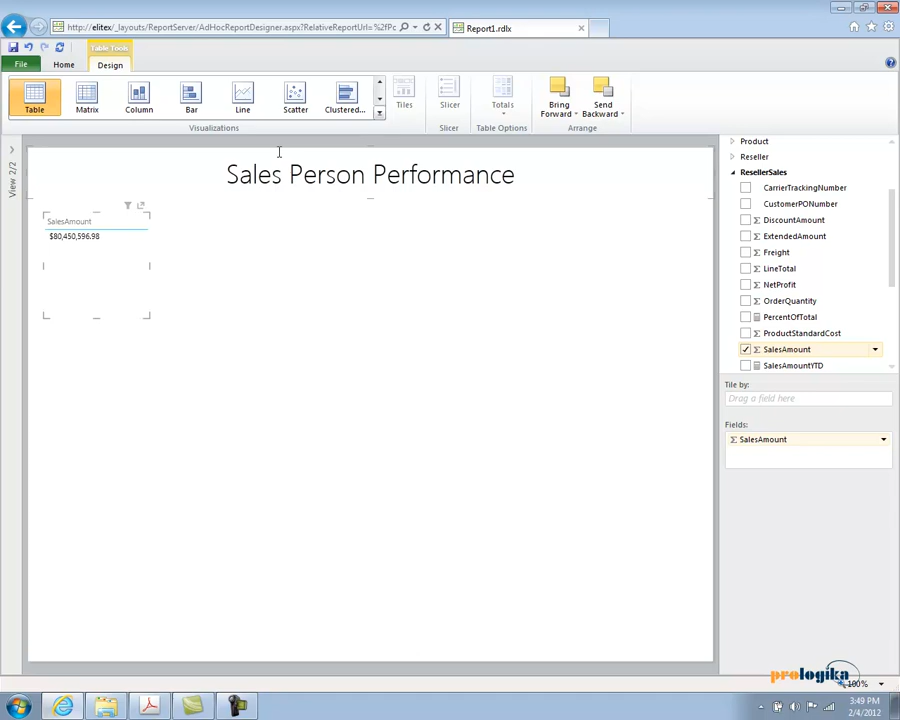 http://elitex/_layouts/ReportServer/AdHocReportDesigner.aspx?RelativeReportUrl=%2fPc
Report1.rdlx
Table Tools
File
Home
Design
Table
Matrix
Column
Bar
Line
Scatter
Clustered...
Tiles
Slicer
Totals
Bring Forward
Send Backward
Visualizations
Slicer
Table Options
Arrange
View 2/2
Sales Person Performance
SalesAmount
$80,450,596.98
Product
Reseller
ResellerSales
CarrierTrackingNumber
CustomerPONumber
Σ DiscountAmount
Σ ExtendedAmount
Σ Freight
Σ LineTotal
Σ NetProfit
Σ OrderQuantity
PercentOfTotal
Σ ProductStandardCost
Σ SalesAmount
SalesAmountYTD
Tile by:
Drag a field here
Fields:
Σ SalesAmount
prologika
100%
3:49 PM
2/4/2012